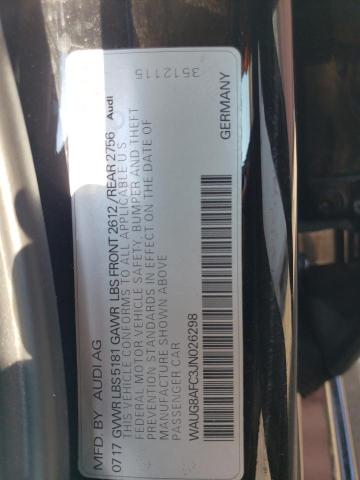 MFD. BY AUDI AG 3512115
07 17 GVWR LBS 5181 GAWR LBS FRONT 2612 /REAR 2756 Audi
THIS VEHICLE CONFORMS TO ALL APPLICABLE U.S.
FEDERAL MOTOR VEHICLE SAFETY, BUMPER AND THEFT
PREVENTION STANDARDS IN EFFECT ON THE DATE OF
MANUFACTURE SHOWN ABOVE
PASSENGER CAR
WAUG8AFC3JN026298 GERMANY